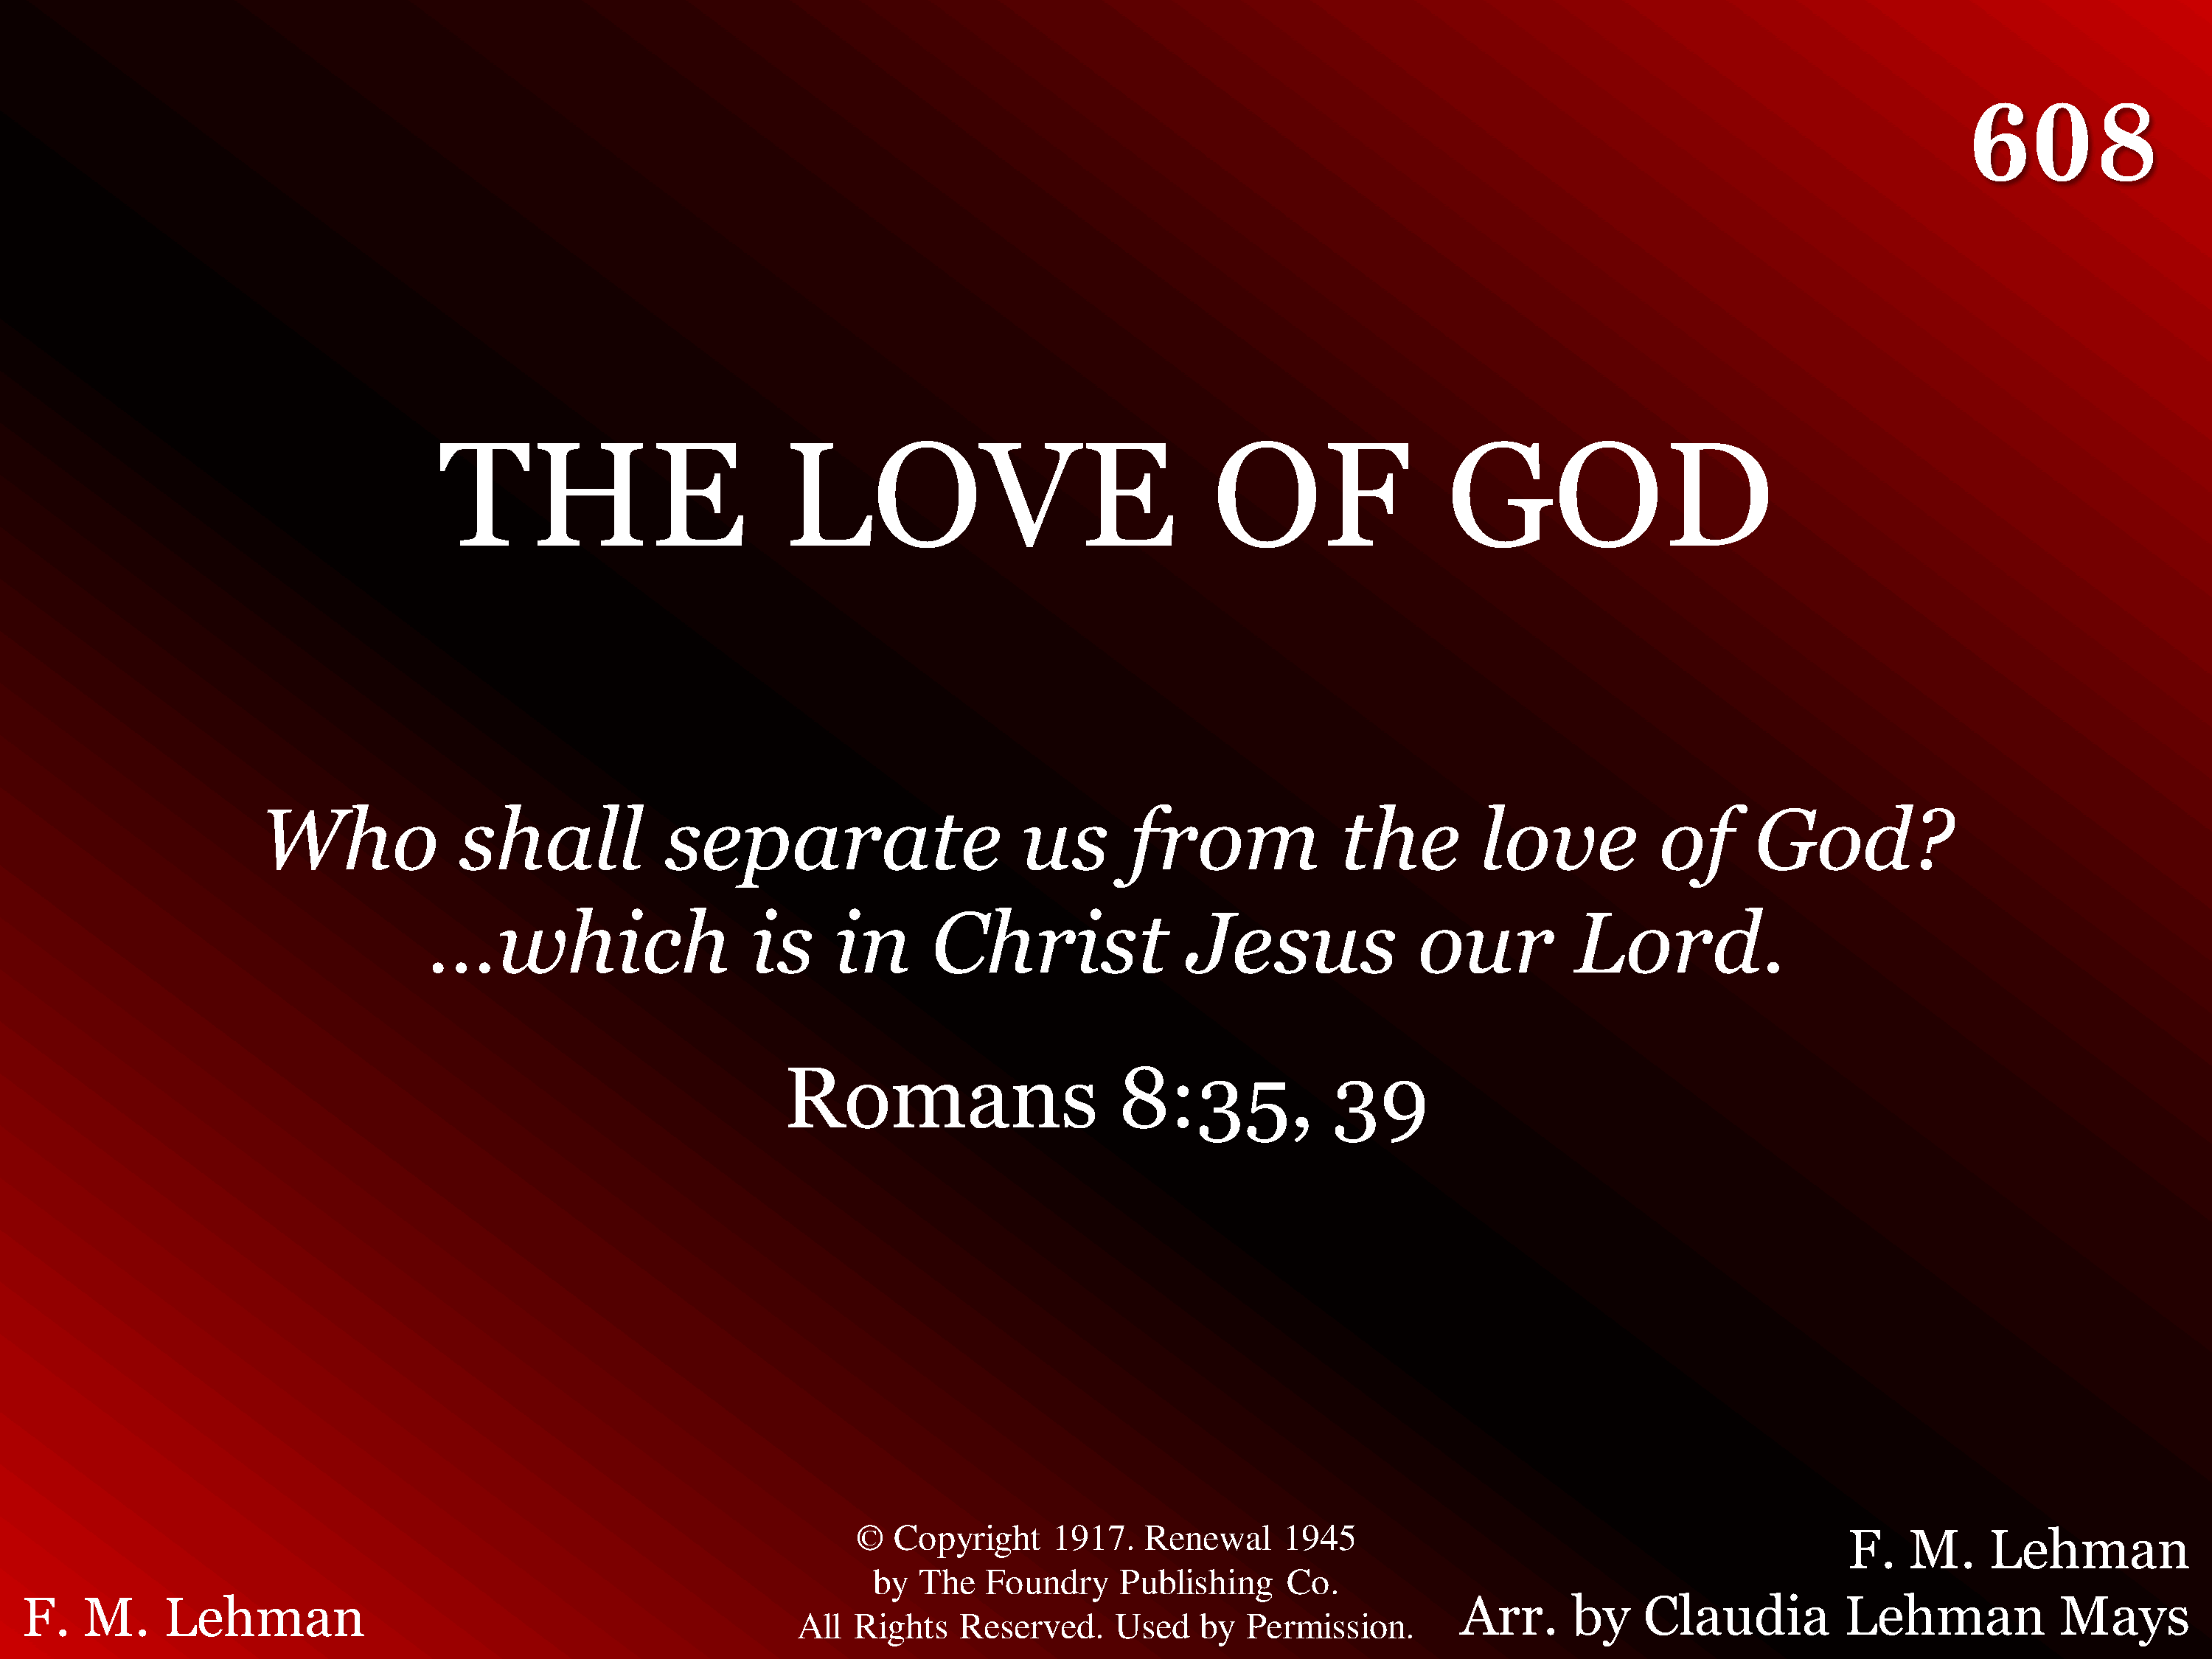 608
THE LOVE OF GOD
Who shall separate us from the love of God?
...which is in Christ Jesus our Lord.
Romans 8:35, 39
F. M. Lehman
© Copyright 1917. Renewal 1945
by The Foundry Publishing Co.
All Rights Reserved. Used by Permission.
F. M. Lehman
Arr. by Claudia Lehman Mays